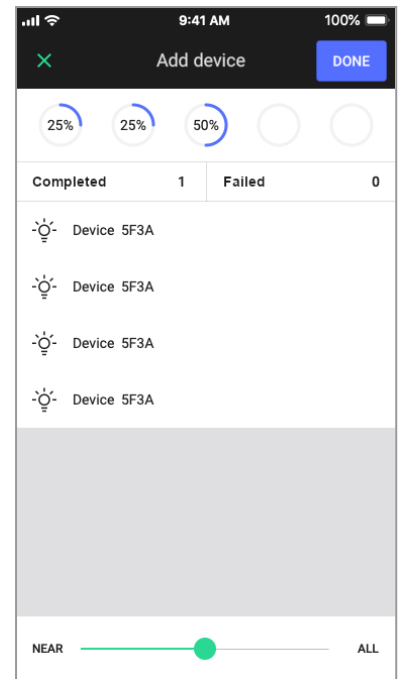 9:41 AM 100%
Add device DONE
25% 25% 50%
Completed 1 Failed 0
Device 5F3A
Device 5F3A
Device 5F3A
Device 5F3A
NEAR ALL